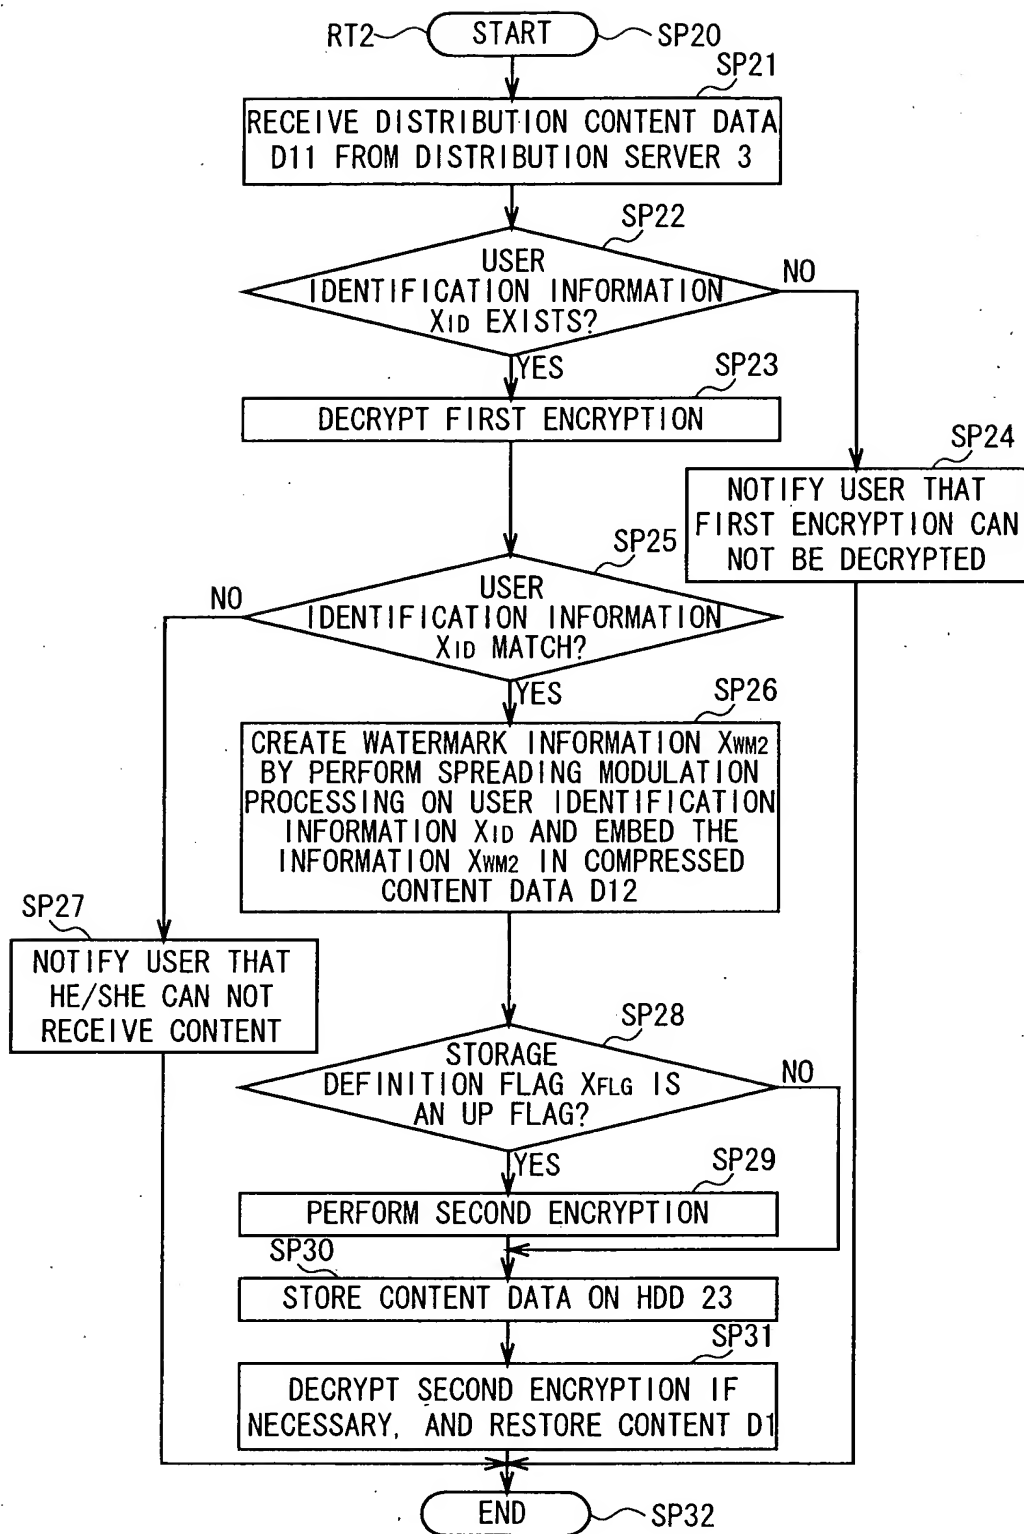 RT2
START
SP20
SP21
RECEIVE DISTRIBUTION CONTENT DATA
D11 FROM DISTRIBUTION SERVER 3
SP22
USER
IDENTIFICATION INFORMATION
XID EXISTS?
NO
YES
SP23
DECRYPT FIRST ENCRYPTION
SP24
NOTIFY USER THAT
FIRST ENCRYPTION CAN
NOT BE DECRYPTED
SP25
USER
IDENTIFICATION INFORMATION
XID MATCH?
NO
YES
SP26
CREATE WATERMARK INFORMATION XWM2
BY PERFORM SPREADING MODULATION
PROCESSING ON USER IDENTIFICATION
INFORMATION XID AND EMBED THE
INFORMATION XWM2 IN COMPRESSED
CONTENT DATA D12
SP27
NOTIFY USER THAT
HE/SHE CAN NOT
RECEIVE CONTENT
SP28
STORAGE
DEFINITION FLAG XFLG IS
AN UP FLAG?
NO
YES
SP29
PERFORM SECOND ENCRYPTION
SP30
STORE CONTENT DATA ON HDD 23
SP31
DECRYPT SECOND ENCRYPTION IF
NECESSARY, AND RESTORE CONTENT D1
END
SP32